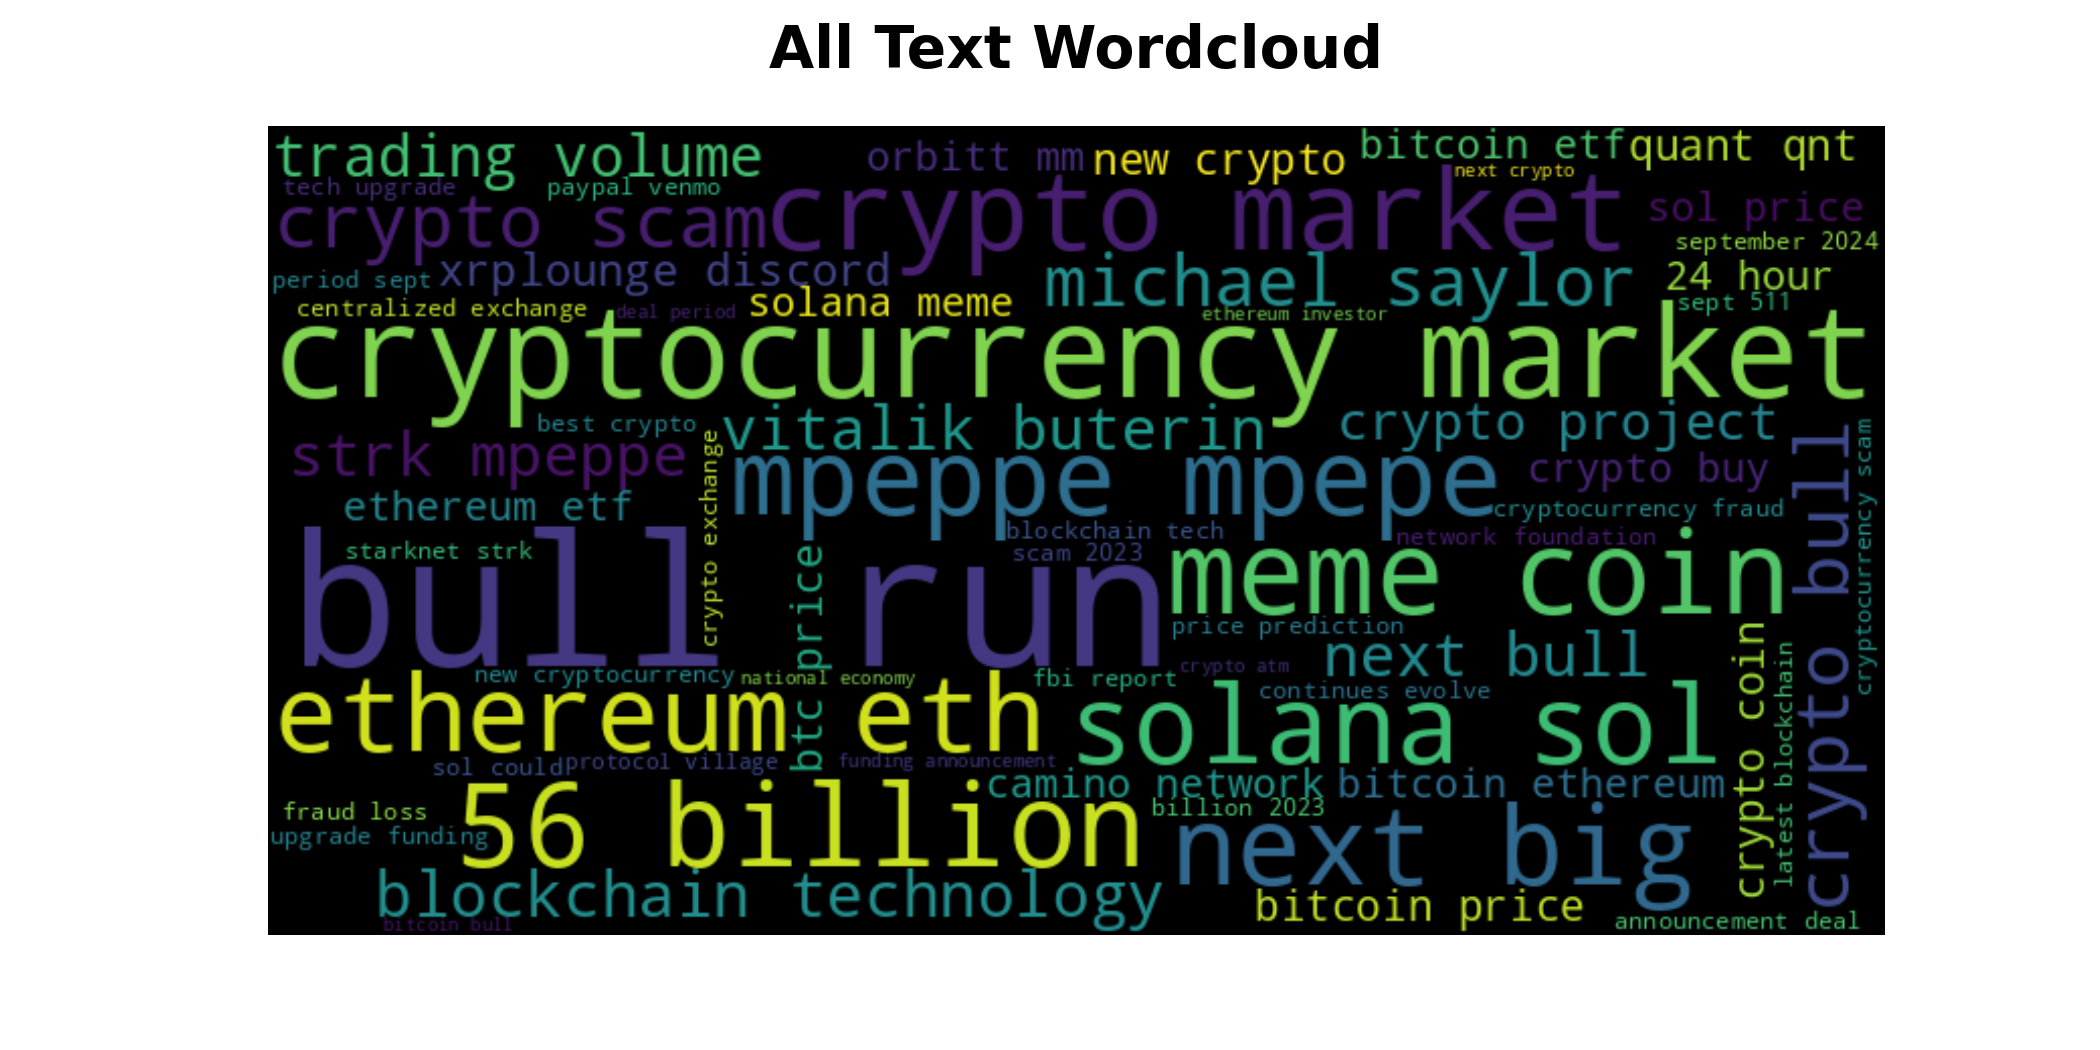 All Text Wordcloud
trading volume
orbitt mm
new crypto
bitcoin etf
quant qnt
tech upgrade
paypal venmo
next crypto
crypto scam
crypto market
sol price
september 2024
period sept
xrplounge discord
michael saylor
24 hour
centralized exchange
deal period
solana meme
ethereum investor
sept 511
cryptocurrency market
best crypto
vitalik buterin
crypto project
strk mpeppe
crypto exchange
mpeppe mpepe
crypto buy
crypto bull
cryptocurrency scam
ethereum etf
cryptocurrency fraud
blockchain tech
network foundation
starknet strk
scam 2023
bull run
btc price
meme coin
price prediction
next bull
crypto atm
new cryptocurrency
national economy
fbi report
continues evolve
crypto coin
latest blockchain
ethereum eth
solana sol
sol could
protocol village
funding announcement
camino network
bitcoin ethereum
fraud loss
56 billion
billion 2023
upgrade funding
next big
blockchain technology
bitcoin price
bitcoin bull
announcement deal